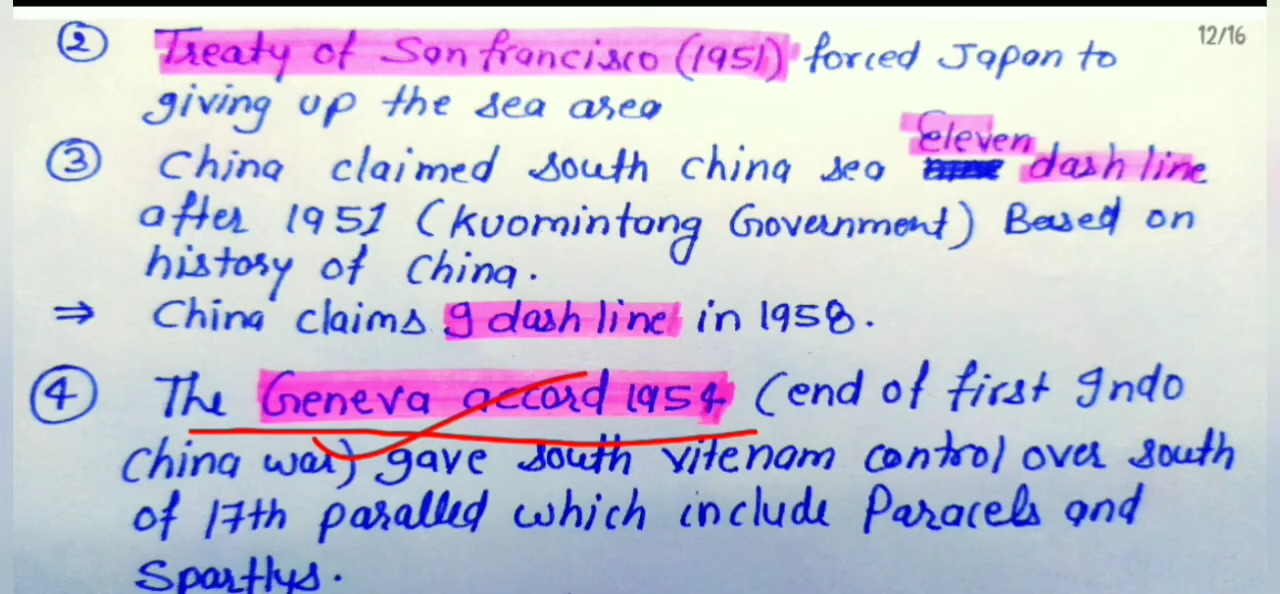 12/16
② Treaty of San francisco (1951) forced Japan to
giving up the sea area
Eleven
③ China claimed south china sea dash line
after 1951 (Kuomintang Government) Based on
history of China.
⇒ China claims 9 dash line in 1958.
④ The Geneva accord 1954 (end of first Indo
China war) gave south vitenam control over south
of 17th paralled which include Paracels and
Spartlys.